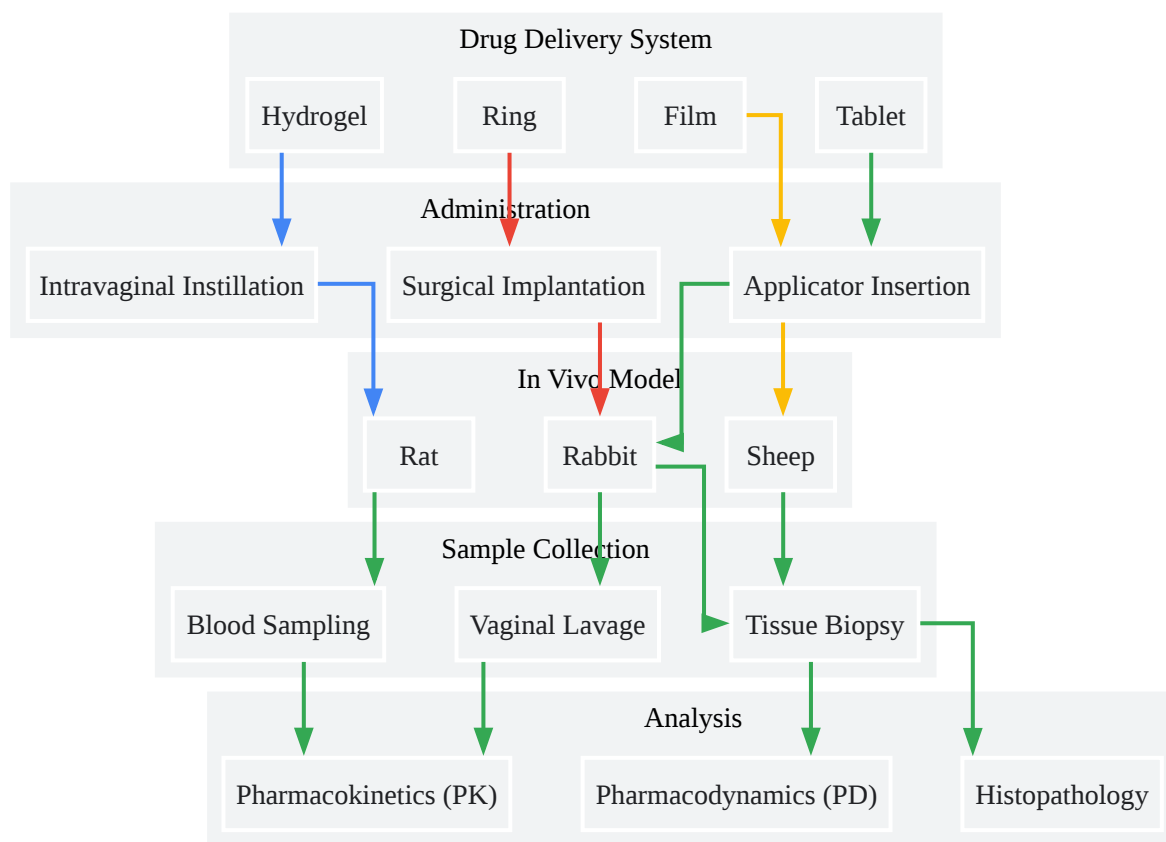 Drug Delivery System
Hydrogel
Ring
Film
Tablet
Administration
Intravaginal Instillation
Surgical Implantation
Applicator Insertion
In Vivo Model
Rat
Rabbit
Sheep
Sample Collection
Blood Sampling
Vaginal Lavage
Tissue Biopsy
Analysis
Pharmacokinetics (PK)
Pharmacodynamics (PD)
Histopathology